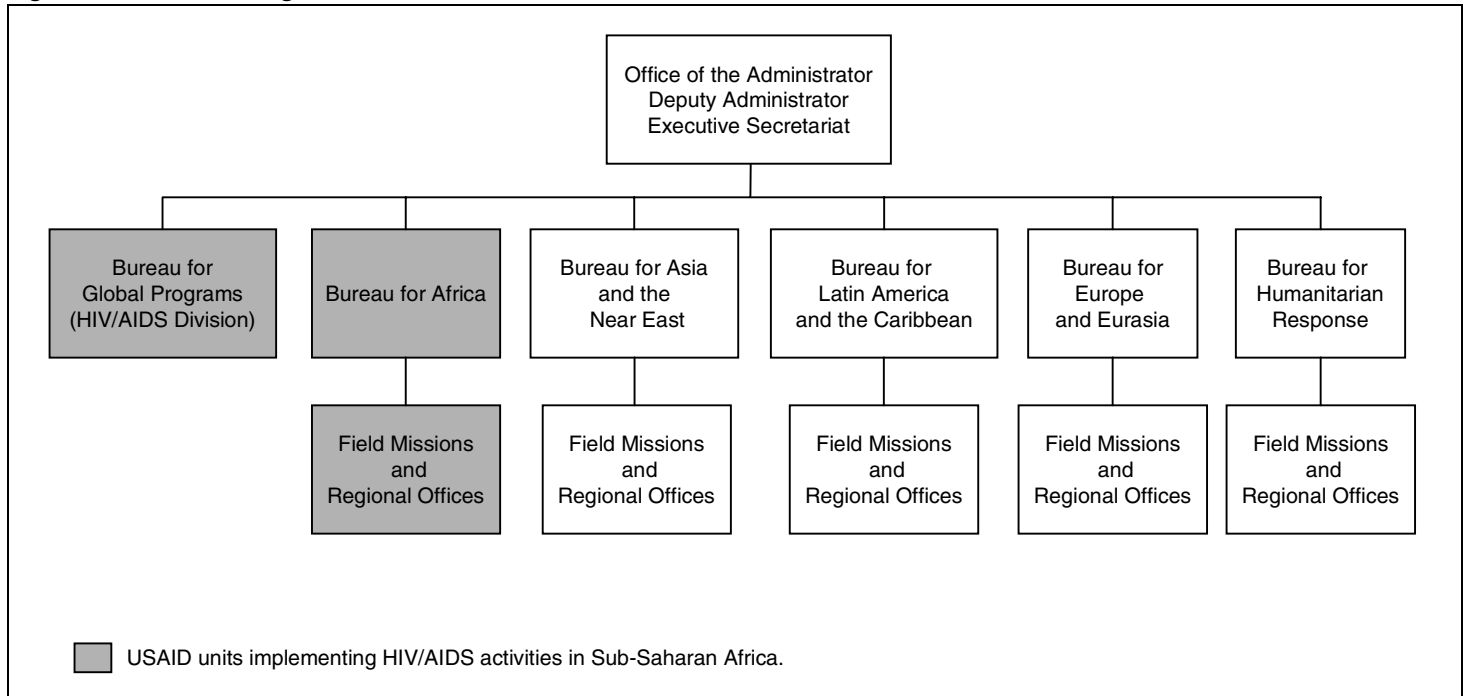 Office of the Administrator
Deputy Administrator
Executive Secretariat
Bureau for
Global Programs
(HIV/AIDS Division)
Bureau for Africa
Bureau for Asia
and the
Near East
Bureau for
Latin America
and the Caribbean
Bureau for
Europe
and Eurasia
Bureau for
Humanitarian
Response
Field Missions
and
Regional Offices
Field Missions
and
Regional Offices
Field Missions
and
Regional Offices
Field Missions
and
Regional Offices
Field Missions
and
Regional Offices
USAID units implementing HIV/AIDS activities in Sub-Saharan Africa.